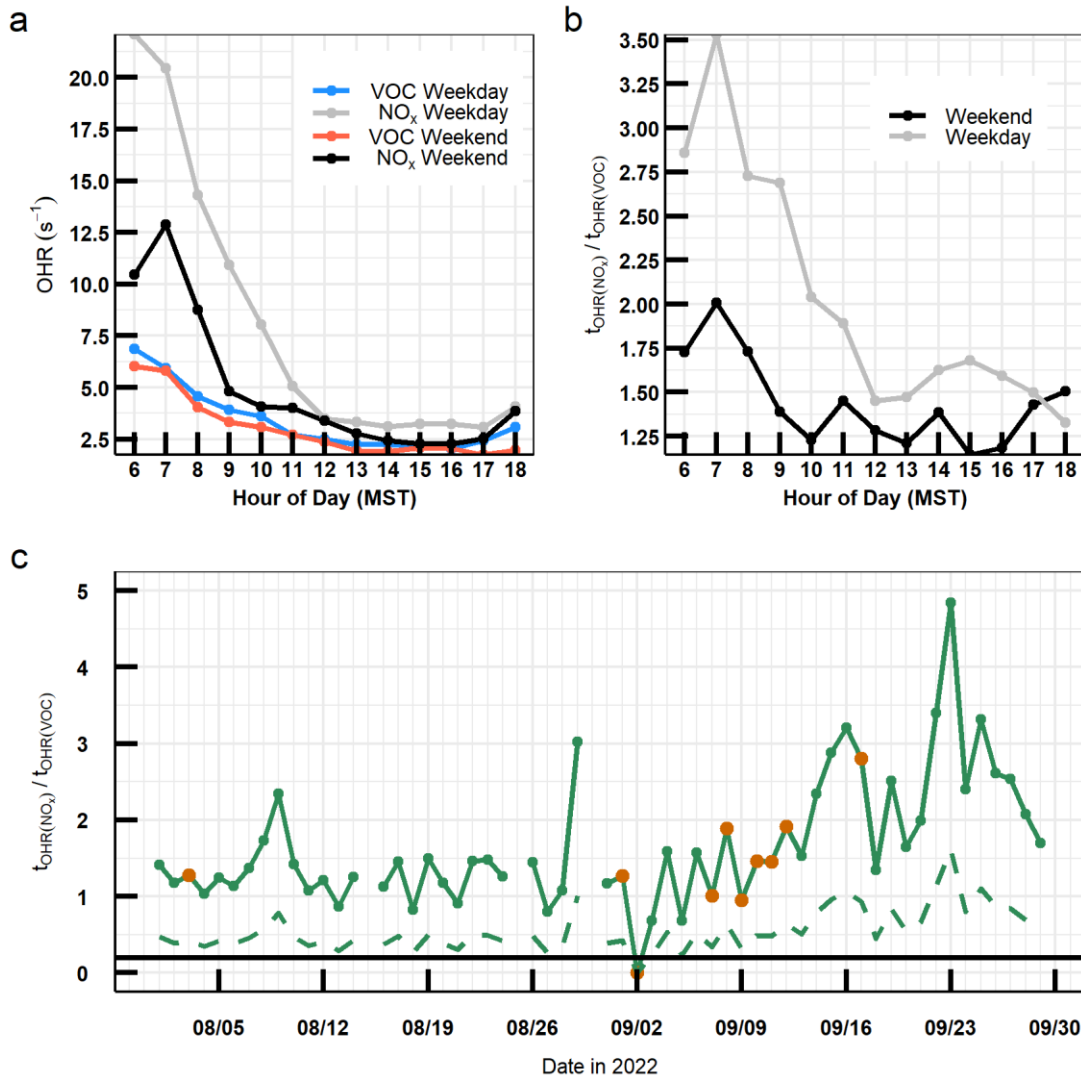 a
20.0
17.5
15.0
12.5
10.0
7.5
5.0
2.5
OHR (s⁻¹)
VOC Weekday
NOₓ Weekday
VOC Weekend
NOₓ Weekend
6 7 8 9 10 11 12 13 14 15 16 17 18
Hour of Day (MST)
b
3.50
3.25
3.00
2.75
2.50
2.25
2.00
1.75
1.50
1.25
tOHR(NOₓ) / tOHR(VOC)
Weekend
Weekday
6 7 8 9 10 11 12 13 14 15 16 17 18
Hour of Day (MST)
c
5
4
3
2
1
0
tOHR(NOₓ) / tOHR(VOC)
08/05 08/12 08/19 08/26 09/02 09/09 09/16 09/23 09/30
Date in 2022